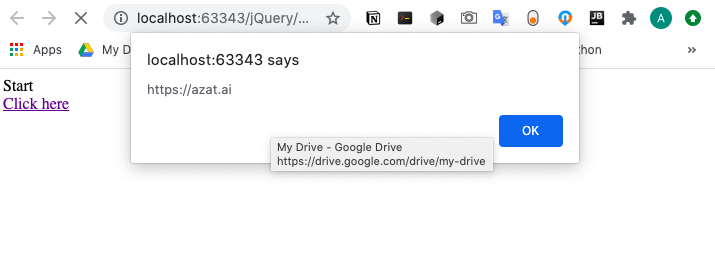 localhost:63343/jQuery/...
Apps
My D
thon
»
A
JB
localhost:63343 says
https://azat.ai
OK
Start
Click here
My Drive - Google Drive
https://drive.google.com/drive/my-drive